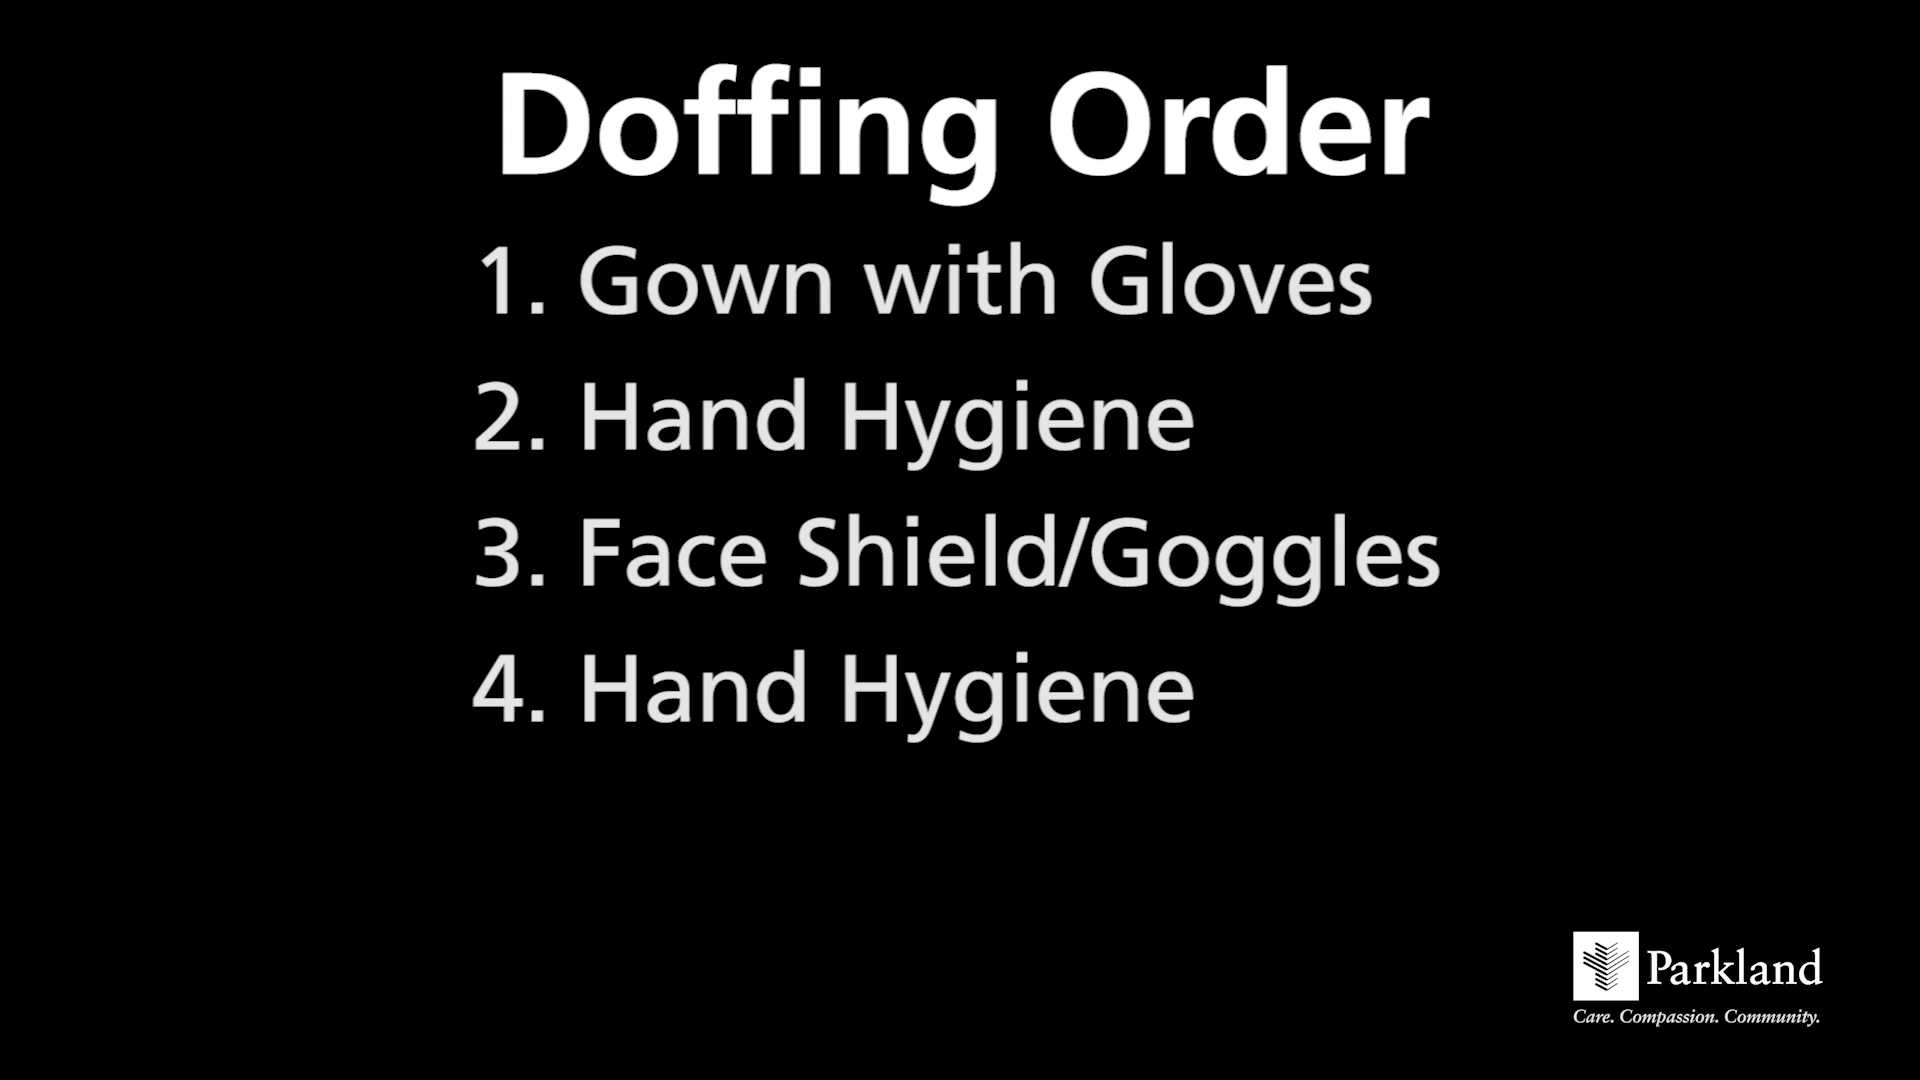 Doffing Order
1. Gown with Gloves
2. Hand Hygiene
3. Face Shield/Goggles
4. Hand Hygiene
Parkland
Care. Compassion. Community.